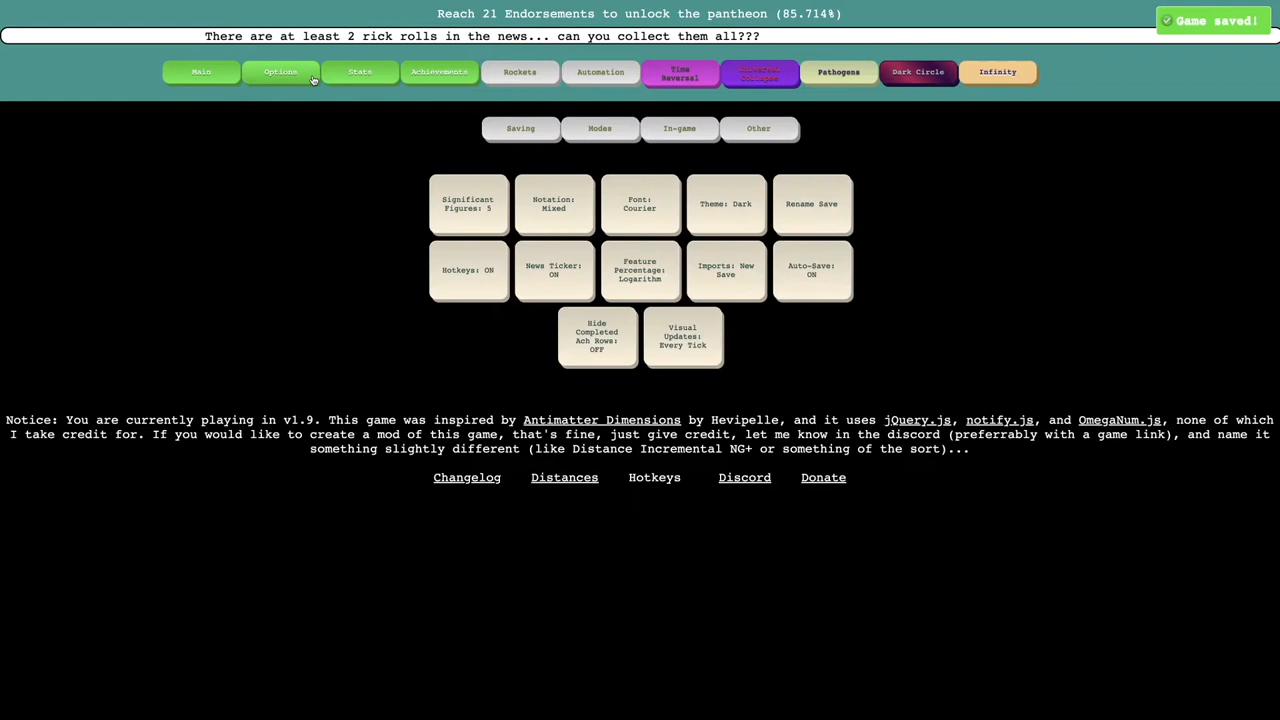 Reach 21 Endorsements to unlock the pantheon (85.714%)
Game saved!
There are at least 2 rick rolls in the news... can you collect them all???
Main
Options
Stats
Achievements
Rockets
Automation
Time
Reversal
Universal
Collapse
Pathogens
Dark Circle
Infinity
Saving
Modes
In-game
Other
Significant
Figures: 5
Notation:
Mixed
Font:
Courier
Theme: Dark
Rename Save
Hotkeys: ON
News Ticker:
ON
Feature
Percentage:
Logarithm
Imports: New
Save
Auto-Save:
ON
Hide
Completed
Ach Rows:
OFF
Visual
Updates:
Every Tick
Notice: You are currently playing in v1.9. This game was inspired by Antimatter Dimensions by Hevipelle, and it uses jQuery.js, notify.js, and OmegaNum.js, none of which
I take credit for. If you would like to create a mod of this game, that's fine, just give credit, let me know in the discord (preferrably with a game link), and name it
something slightly different (like Distance Incremental NG+ or something of the sort)...
Changelog
Distances
Hotkeys
Discord
Donate